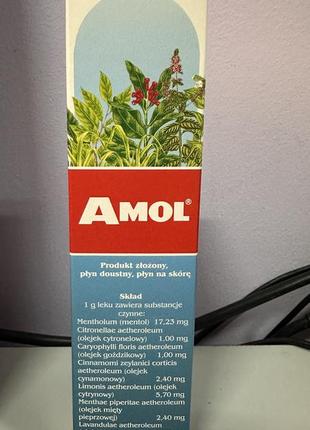 AMOL®
Produkt złożony,
płyn doustny, płyn na skórę
Skład
1 g leku zawiera substancje
czynne:
Mentholum (mentol) 17,23 mg
Citronellae aetheroleum
(olejek cytronelowy) 1,00 mg
Caryophylli floris aetheroleum
(olejek goździkowy) 1,00 mg
Cinnamomi zeylanici corticis
aetheroleum (olejek
cynamonowy) 2,40 mg
Limonis aetheroleum (olejek
cytrynowy) 5,70 mg
Menthae piperitae aetheroleum
(olejek mięty
pieprzowej) 2,40 mg
Lavandulae aetheroleum